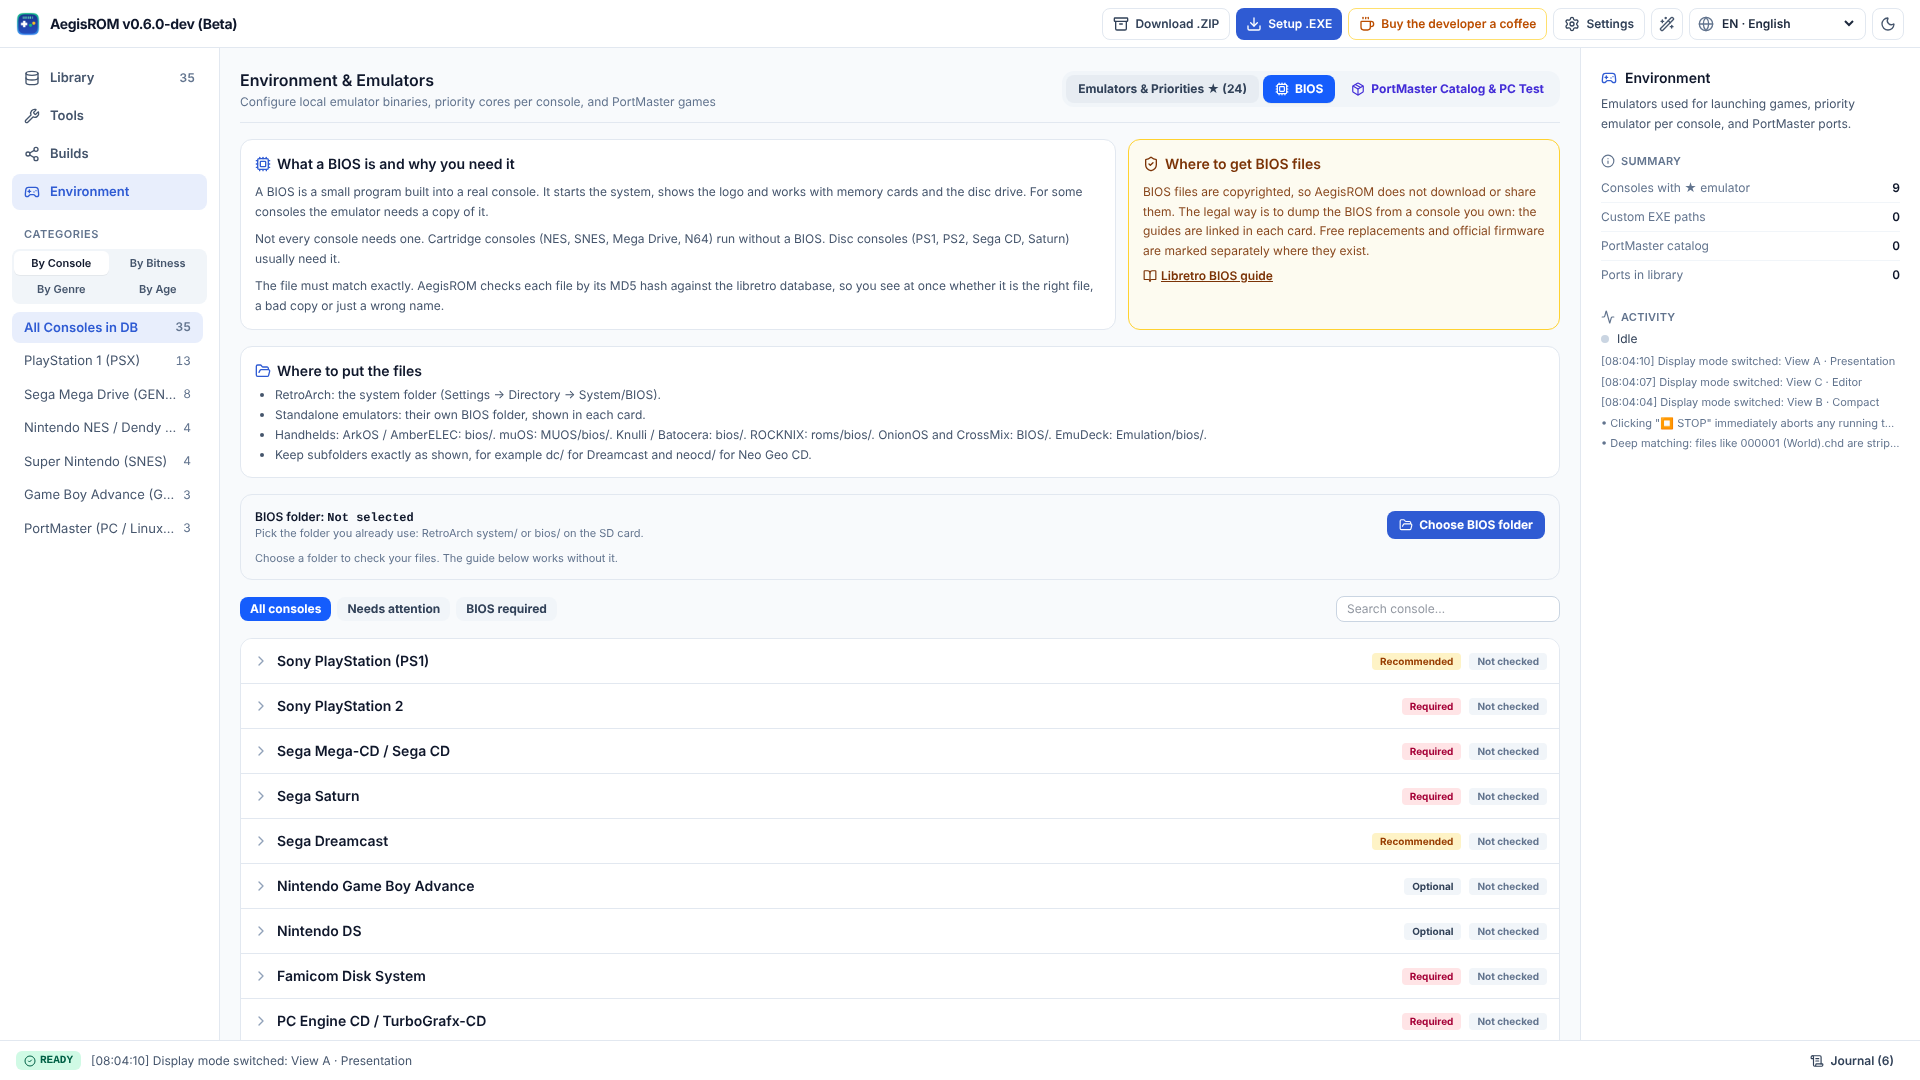 AegisROM v0.6.0-dev (Beta)
Download .ZIP
Setup .EXE
Buy the developer a coffee
Settings
EN · English
Library 35
Tools
Builds
Environment
CATEGORIES
By Console
By Bitness
By Genre
By Age
All Consoles in DB 35
PlayStation 1 (PSX) 13
Sega Mega Drive (GEN... 8
Nintendo NES / Dendy ... 4
Super Nintendo (SNES) 4
Game Boy Advance (G... 3
PortMaster (PC / Linux... 3
Environment & Emulators
Configure local emulator binaries, priority cores per console, and PortMaster games
Emulators & Priorities ★ (24)
BIOS
PortMaster Catalog & PC Test
What a BIOS is and why you need it
A BIOS is a small program built into a real console. It starts the system, shows the logo and works with memory cards and the disc drive. For some
consoles the emulator needs a copy of it.
Not every console needs one. Cartridge consoles (NES, SNES, Mega Drive, N64) run without a BIOS. Disc consoles (PS1, PS2, Sega CD, Saturn)
usually need it.
The file must match exactly. AegisROM checks each file by its MD5 hash against the libretro database, so you see at once whether it is the right file,
a bad copy or just a wrong name.
Where to get BIOS files
BIOS files are copyrighted, so AegisROM does not download or share
them. The legal way is to dump the BIOS from a console you own: the
guides are linked in each card. Free replacements and official firmware
are marked separately where they exist.
Libretro BIOS guide
Where to put the files
• RetroArch: the system folder (Settings → Directory → System/BIOS).
• Standalone emulators: their own BIOS folder, shown in each card.
• Handhelds: ArkOS / AmberELEC: bios/. muOS: MUOS/bios/. Knulli / Batocera: bios/. ROCKNIX: roms/bios/. OnionOS and CrossMix: BIOS/. EmuDeck: Emulation/bios/.
• Keep subfolders exactly as shown, for example dc/ for Dreamcast and neocd/ for Neo Geo CD.
BIOS folder: Not selected
Pick the folder you already use: RetroArch system/ or bios/ on the SD card.
Choose a folder to check your files. The guide below works without it.
Choose BIOS folder
All consoles
Needs attention
BIOS required
Search console...
Sony PlayStation (PS1) Recommended Not checked
Sony PlayStation 2 Required Not checked
Sega Mega-CD / Sega CD Required Not checked
Sega Saturn Required Not checked
Sega Dreamcast Recommended Not checked
Nintendo Game Boy Advance Optional Not checked
Nintendo DS Optional Not checked
Famicom Disk System Required Not checked
PC Engine CD / TurboGrafx-CD Required Not checked
Environment
Emulators used for launching games, priority
emulator per console, and PortMaster ports.
SUMMARY
Consoles with ★ emulator 9
Custom EXE paths 0
PortMaster catalog 0
Ports in library 0
ACTIVITY
Idle
[08:04:10] Display mode switched: View A · Presentation
[08:04:07] Display mode switched: View C · Editor
[08:04:04] Display mode switched: View B · Compact
• Clicking "⏹ STOP" immediately aborts any running t...
• Deep matching: files like 000001 (World).chd are strip...
READY
[08:04:10] Display mode switched: View A · Presentation
Journal (6)